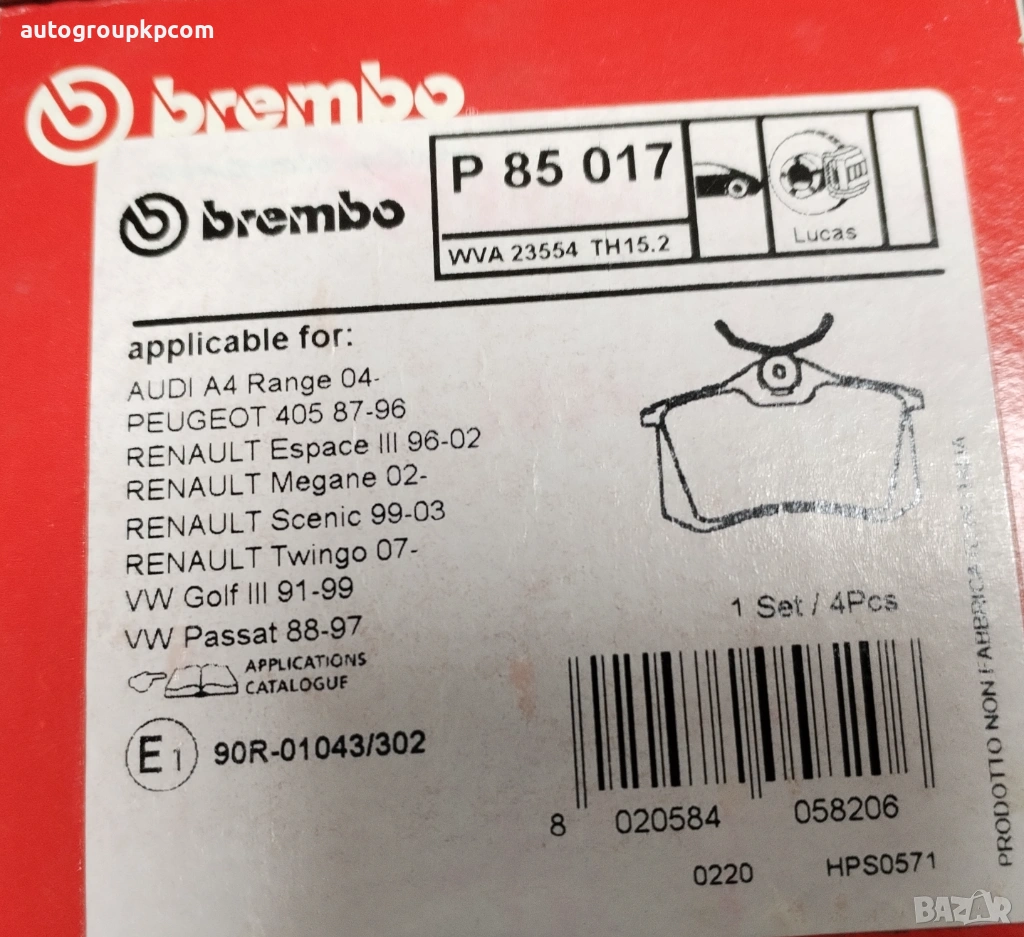 autogroupkpcom
brembo
brembo
P 85 017
WVA 23554 TH15.2
Lucas
applicable for:
AUDI A4 Range 04-
PEUGEOT 405 87-96
RENAULT Espace III 96-02
RENAULT Megane 02-
RENAULT Scenic 99-03
RENAULT Twingo 07-
VW Golf III 91-99
VW Passat 88-97
APPLICATIONS
CATALOGUE
E1 90R-01043/302
1 Set / 4Pcs
8 020584 058206
0220 HPS0571
PRODOTTO NON FABBRICATO
BAZAR